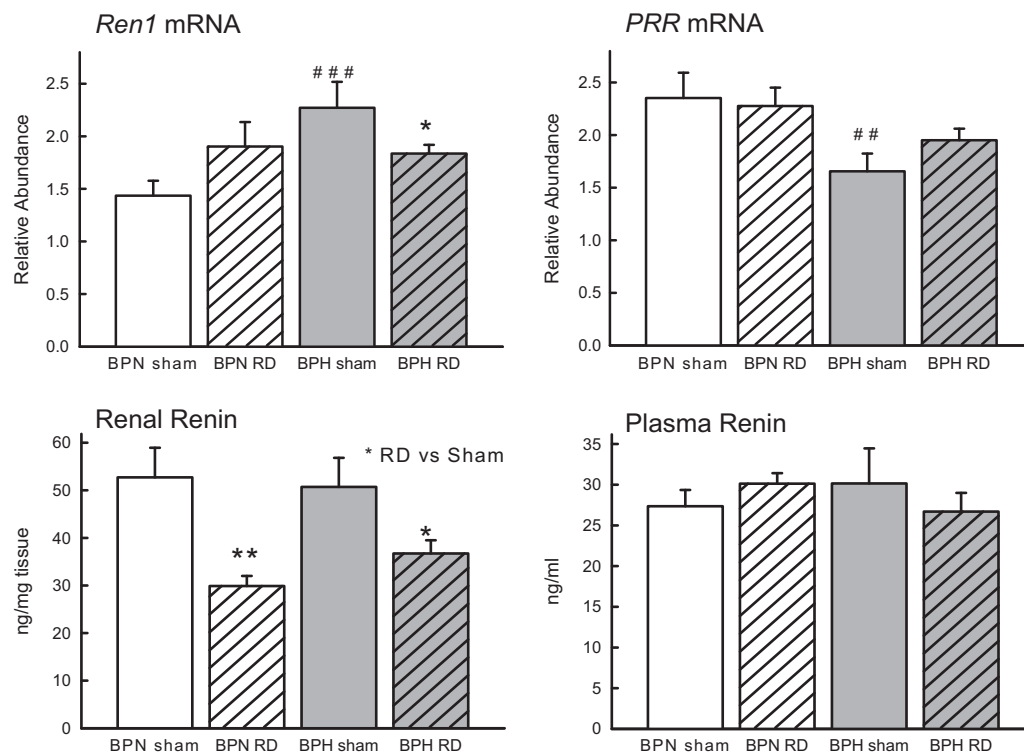 Ren1 mRNA
Relative Abundance
2.5
2.0
1.5
1.0
0.5
0.0
# # #
*
BPN sham BPN RD BPH sham BPH RD
PRR mRNA
Relative Abundance
2.5
2.0
1.5
1.0
0.5
0.0
# #
BPN sham BPN RD BPH sham BPH RD
Renal Renin
ng/mg tissue
60
50
40
30
20
10
0
* RD vs Sham
**
*
BPN sham BPN RD BPH sham BPH RD
Plasma Renin
ng/ml
35
30
25
20
15
10
5
0
BPN sham BPN RD BPH sham BPH RD